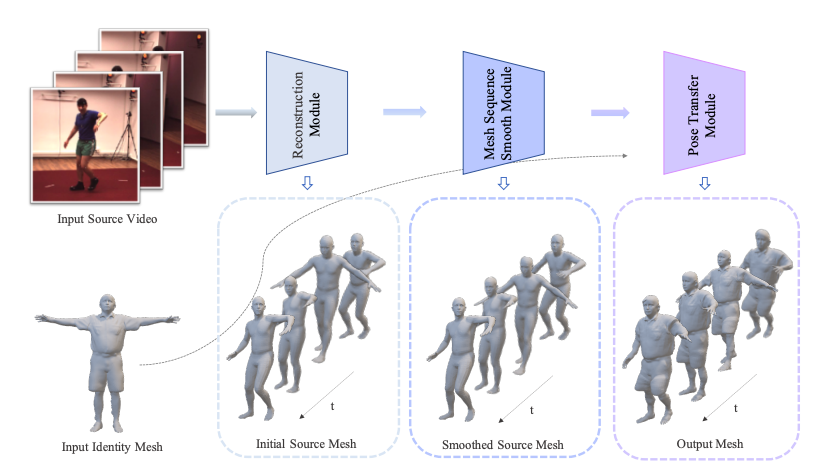 Reconstruction
Module
Mesh Sequence
Smooth Module
Pose Transfer
Module
Input Source Video
t
t
t
Input Identity Mesh
Initial Source Mesh
Smoothed Source Mesh
Output Mesh